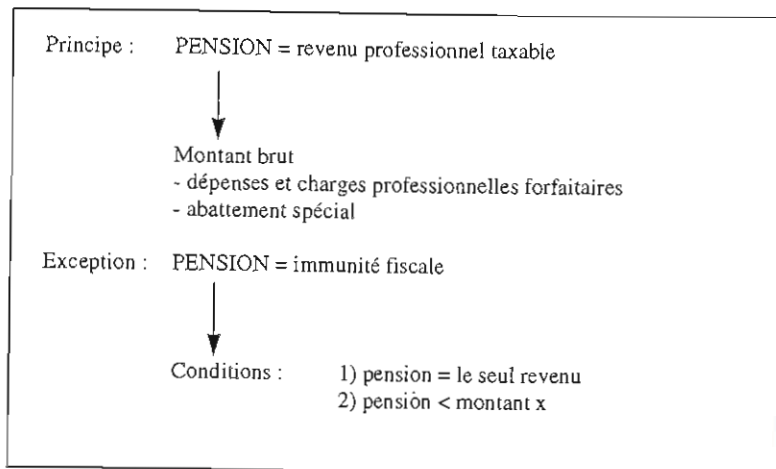 Principe : PENSION = revenu professionnel taxable
Montant brut
- dépenses et charges professionnelles forfaitaires
- abattement spécial
Exception : PENSION = immunité fiscale
Conditions : 1) pension = le seul revenu
2) pension < montant x